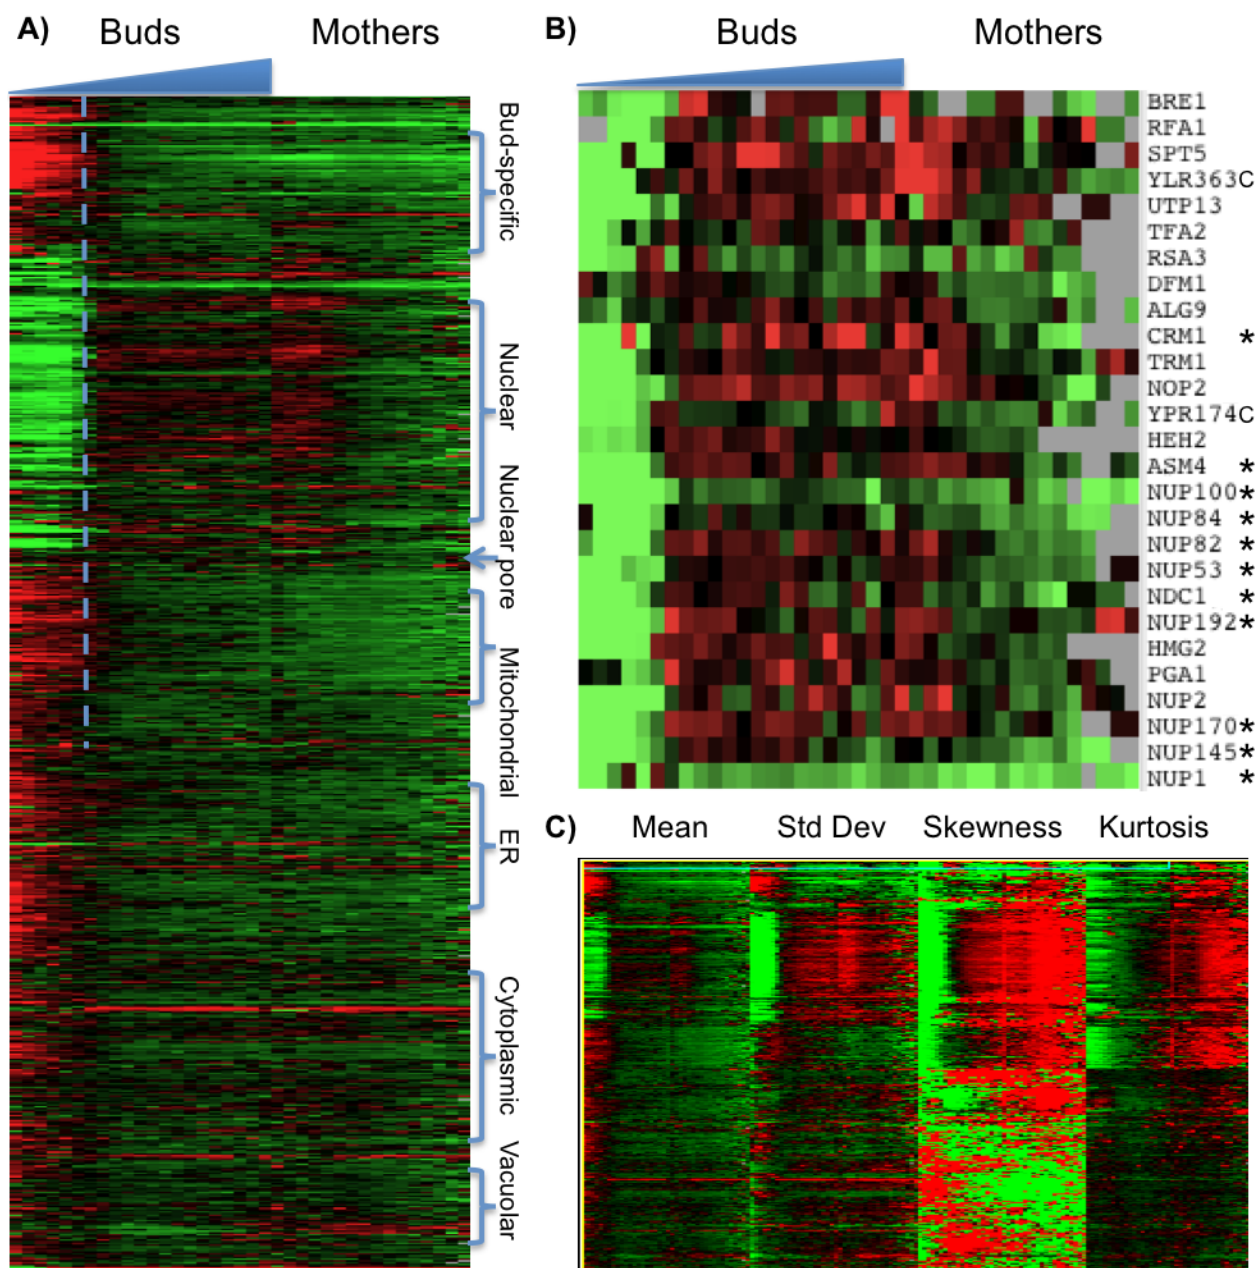 A) Buds Mothers
Bud-specific
Nuclear
Nuclear pore
Mitochondrial
ER
Cytoplasmic
Vacuolar
B) Buds Mothers
BRE1
RFA1
SPT5
YLR363C
UTP13
TFA2
RSA3
DFM1
ALG9
CRM1 *
TRM1
NOP2
YPR174C
HEH2
ASM4 *
NUP100*
NUP84 *
NUP82 *
NUP53 *
NDC1 *
NUP192*
HMG2
PGA1
NUP2
NUP170*
NUP145*
NUP1 *
C) Mean Std Dev Skewness Kurtosis